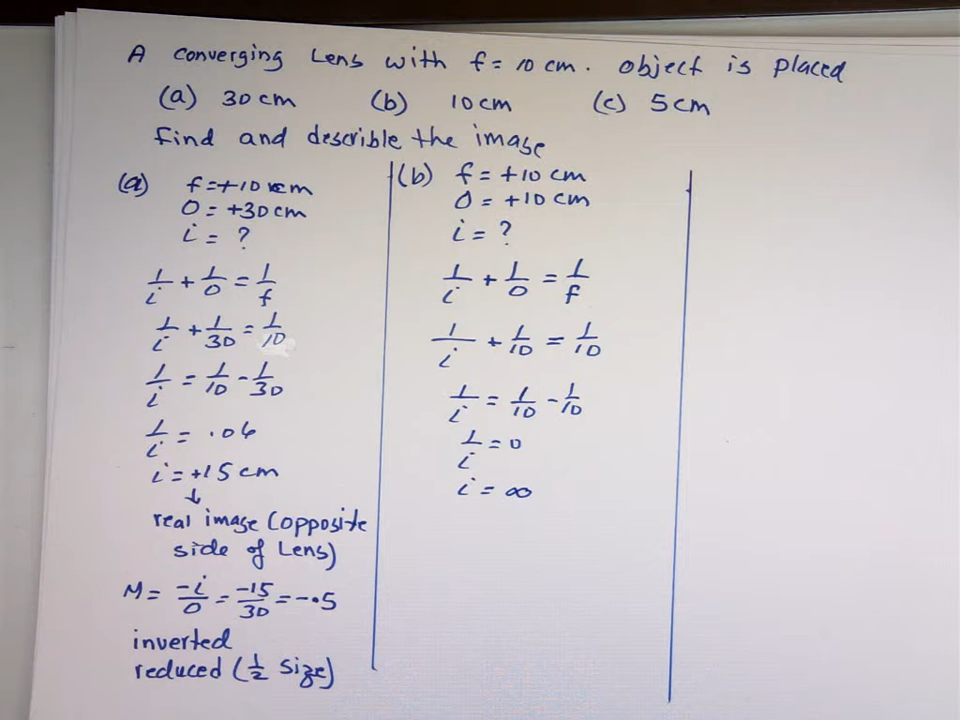 A converging Lens with f = 10 cm. object is placed
(a) 30 cm (b) 10 cm (c) 5 cm
find and describle the image
(a) f = +10 cm
O = +30 cm
i = ?
1/i + 1/O = 1/f
1/i + 1/30 = 1/10
1/i = 1/10 - 1/30
1/i = .06
i = +15 cm
↓
real image (opposite
side of Lens)
M = -i/O = -15/30 = -.5
inverted
reduced (1/2 size)
(b) f = +10 cm
O = +10 cm
i = ?
1/i + 1/O = 1/f
1/i + 1/10 = 1/10
1/i = 1/10 - 1/10
1/i = 0
i = ∞